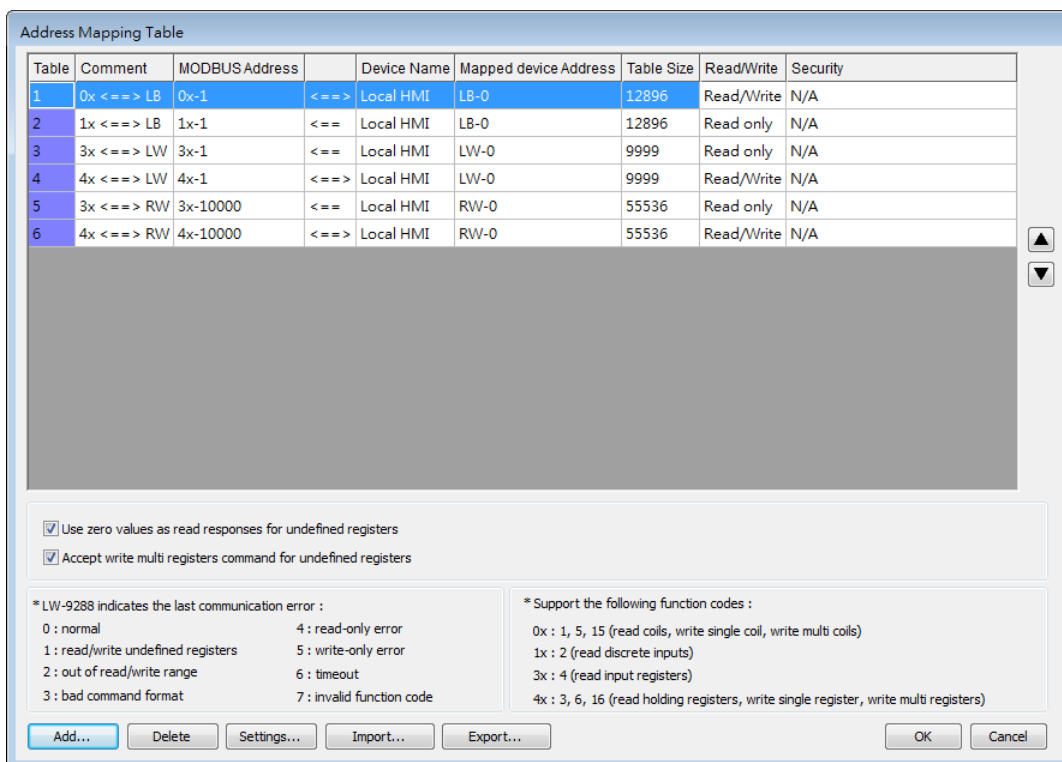 Address Mapping Table
Table Comment MODBUS Address Device Name Mapped device Address Table Size Read/Write Security
1 0x <==> LB 0x-1 <==> Local HMI LB-0 12896 Read/Write N/A
2 1x <==> LB 1x-1 <== Local HMI LB-0 12896 Read only N/A
3 3x <==> LW 3x-1 <== Local HMI LW-0 9999 Read only N/A
4 4x <==> LW 4x-1 <==> Local HMI LW-0 9999 Read/Write N/A
5 3x <==> RW 3x-10000 <== Local HMI RW-0 55536 Read only N/A
6 4x <==> RW 4x-10000 <==> Local HMI RW-0 55536 Read/Write N/A
Use zero values as read responses for undefined registers
Accept write multi registers command for undefined registers
* LW-9288 indicates the last communication error :
0 : normal 4 : read-only error
1 : read/write undefined registers 5 : write-only error
2 : out of read/write range 6 : timeout
3 : bad command format 7 : invalid function code
* Support the following function codes :
0x : 1, 5, 15 (read coils, write single coil, write multi coils)
1x : 2 (read discrete inputs)
3x : 4 (read input registers)
4x : 3, 6, 16 (read holding registers, write single register, write multi registers)
Add... Delete Settings... Import... Export... OK Cancel